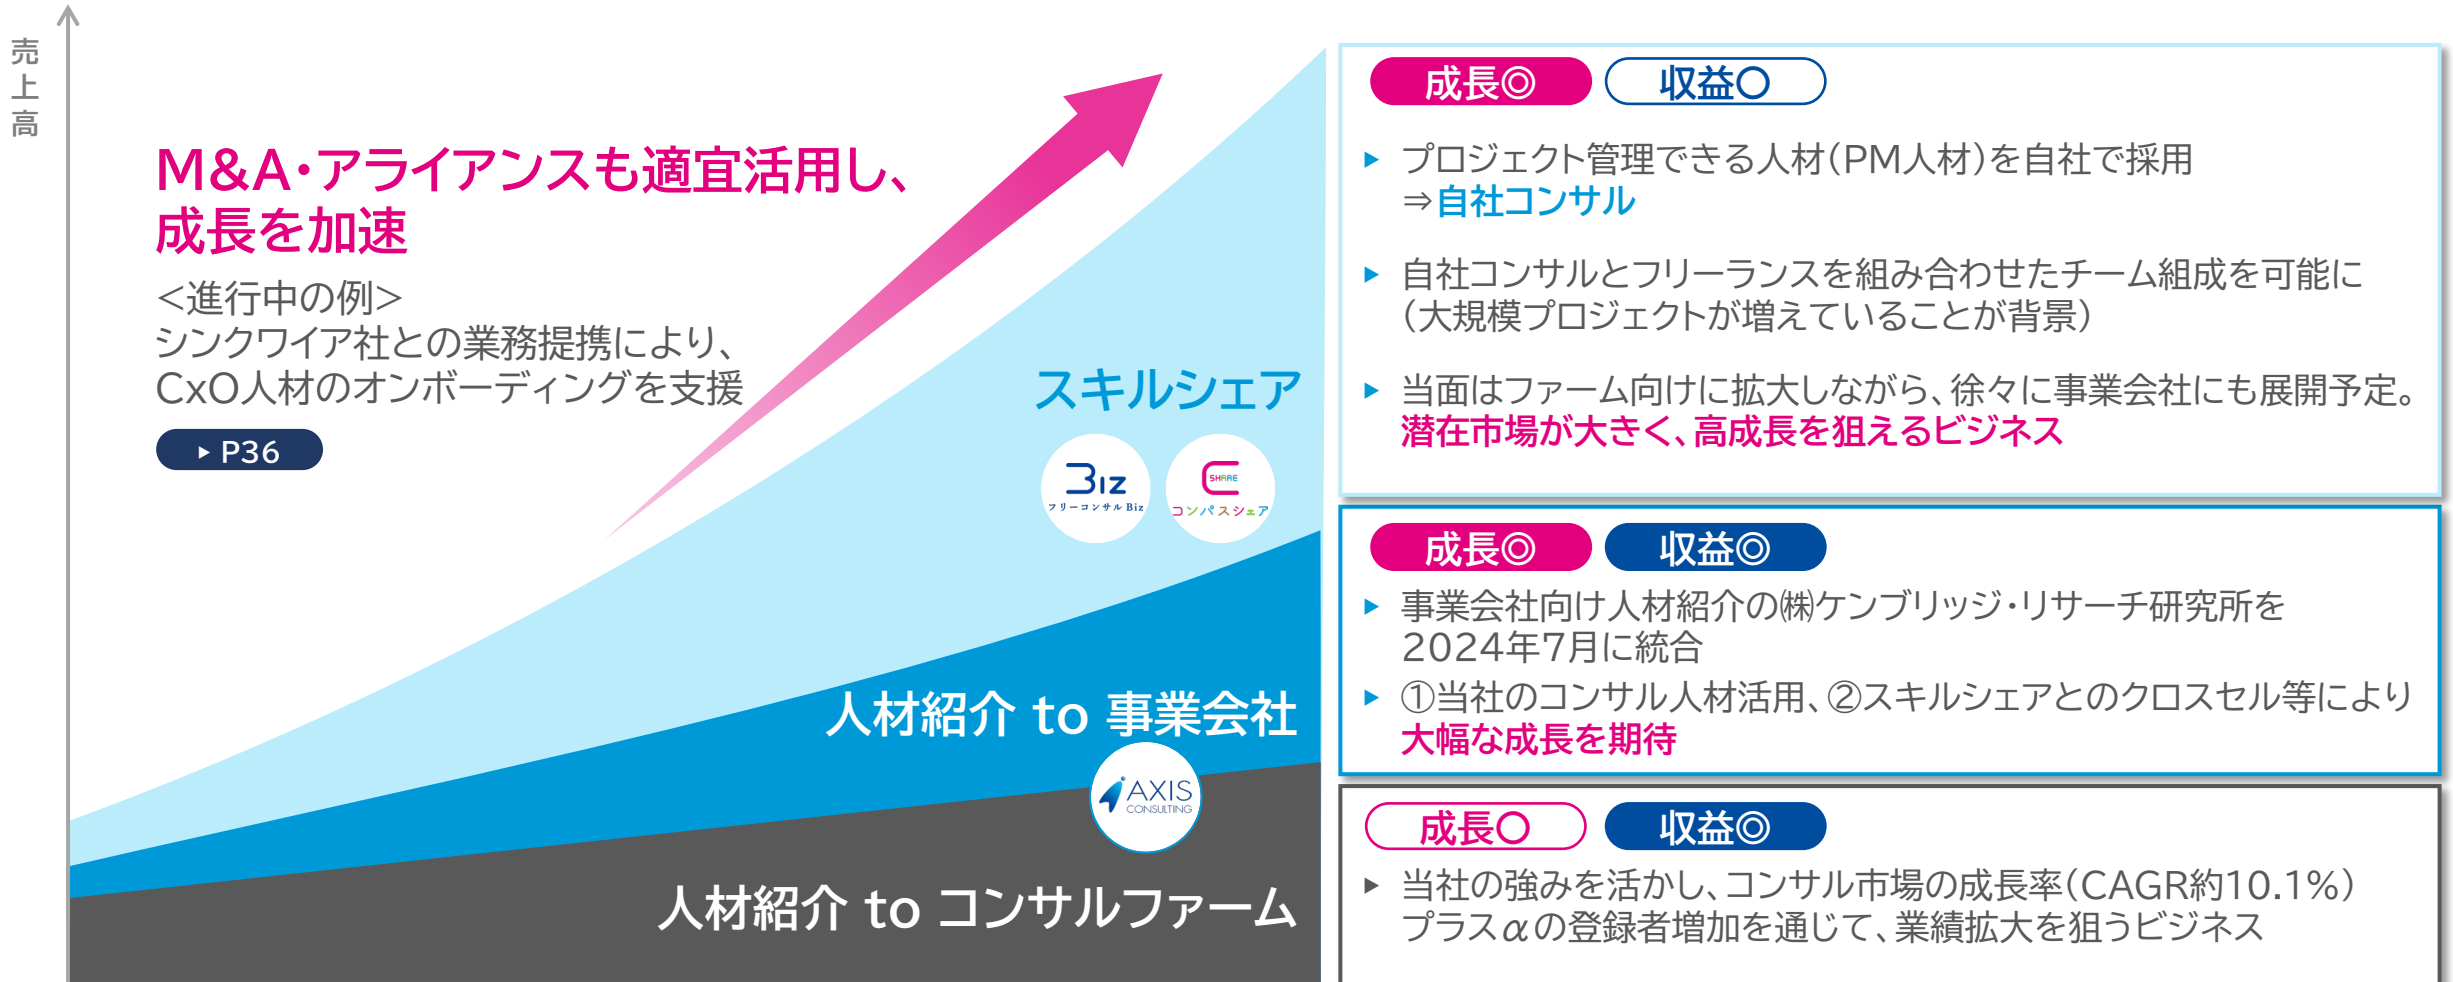 売上高
M&A・アライアンスも適宜活用し、
成長を加速
<進行中の例>
シンクワイア社との業務提携により、
CxO人材のオンボーディングを支援
▶ P36
スキルシェア
Biz
フリーコンサルBiz
SHARE
コンパスシェア
人材紹介 to 事業会社
AXIS
CONSULTING
人材紹介 to コンサルファーム
成長◎ 収益〇
▶ プロジェクト管理できる人材(PM人材)を自社で採用
⇒自社コンサル
▶ 自社コンサルとフリーランスを組み合わせたチーム組成を可能に
(大規模プロジェクトが増えていることが背景)
▶ 当面はファーム向けに拡大しながら、徐々に事業会社にも展開予定。
潜在市場が大きく、高成長を狙えるビジネス
成長◎ 収益◎
▶ 事業会社向け人材紹介の㈱ケンブリッジ・リサーチ研究所を
2024年7月に統合
▶ ①当社のコンサル人材活用、②スキルシェアとのクロスセル等により
大幅な成長を期待
成長〇 収益◎
▶ 当社の強みを活かし、コンサル市場の成長率(CAGR約10.1%)
プラスαの登録者増加を通じて、業績拡大を狙うビジネス